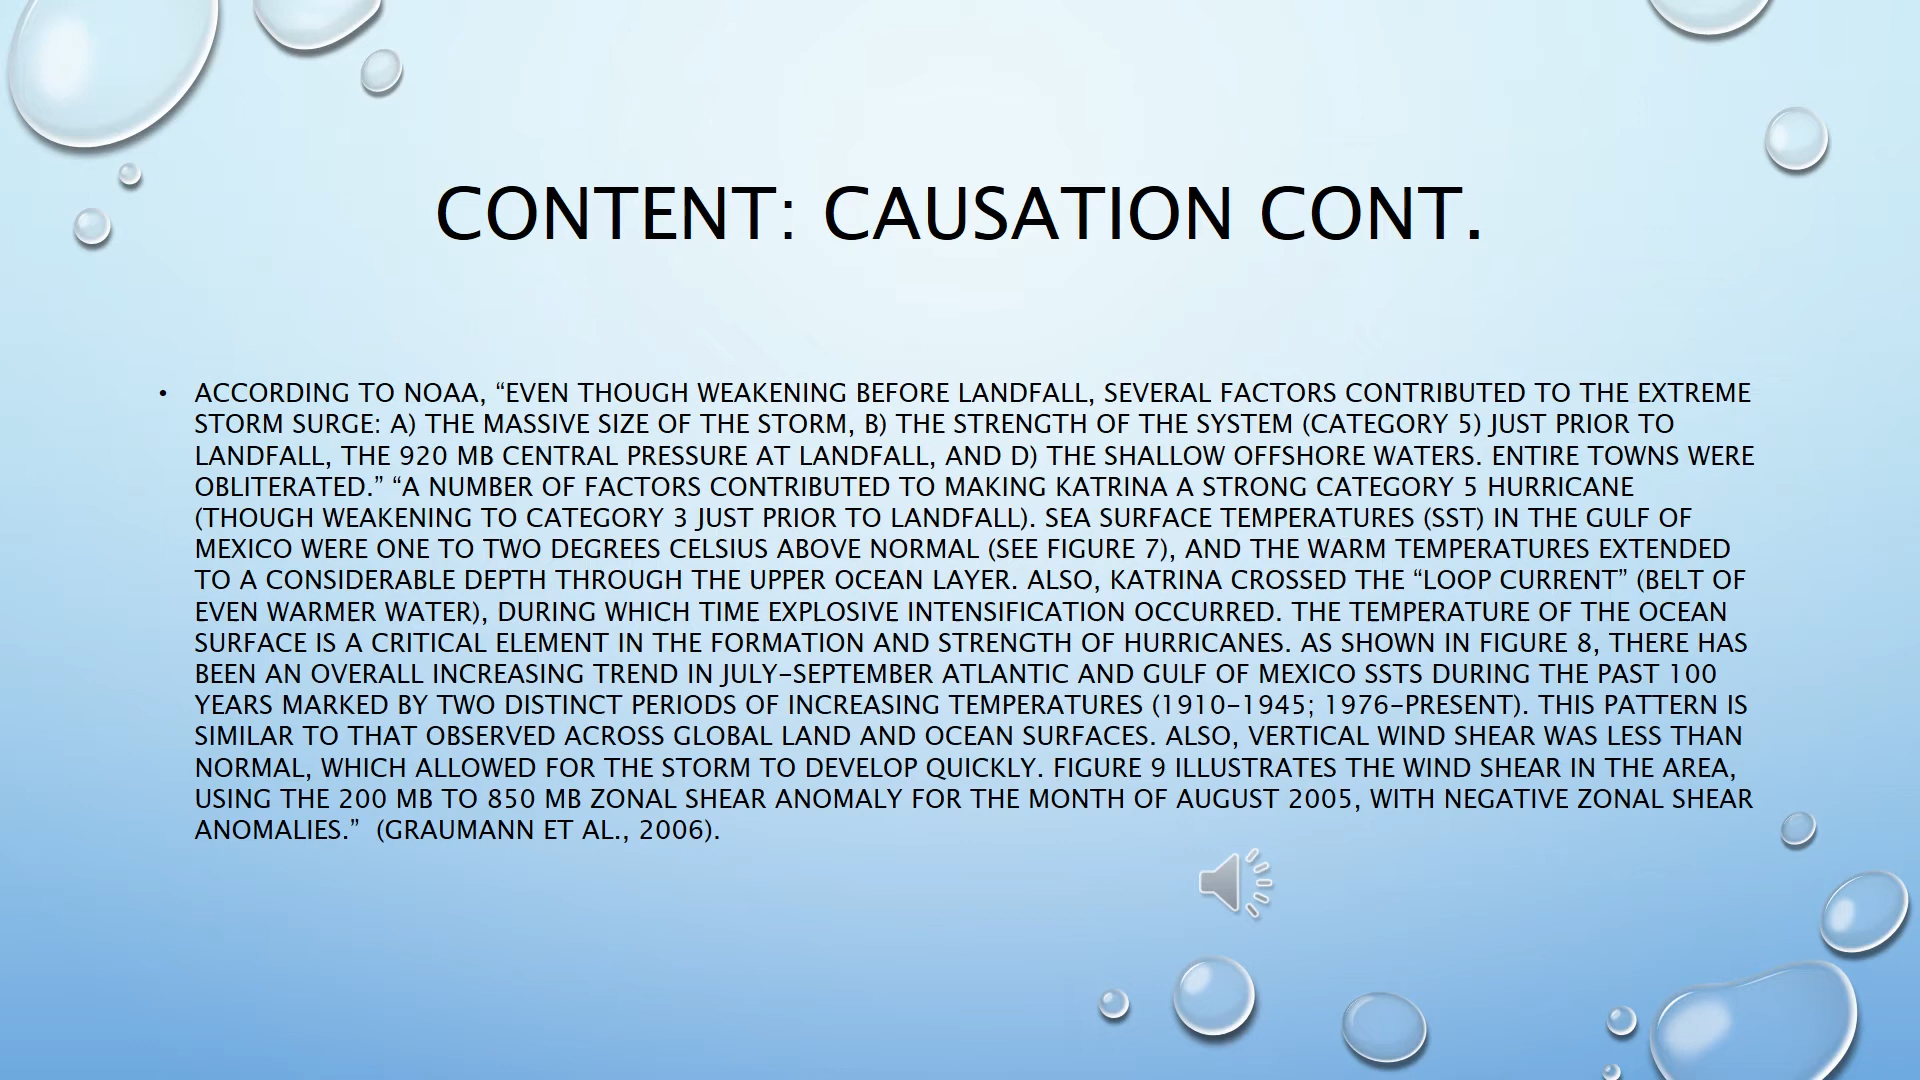 CONTENT: CAUSATION CONT.
• ACCORDING TO NOAA, “EVEN THOUGH WEAKENING BEFORE LANDFALL, SEVERAL FACTORS CONTRIBUTED TO THE EXTREME
STORM SURGE: A) THE MASSIVE SIZE OF THE STORM, B) THE STRENGTH OF THE SYSTEM (CATEGORY 5) JUST PRIOR TO
LANDFALL, THE 920 MB CENTRAL PRESSURE AT LANDFALL, AND D) THE SHALLOW OFFSHORE WATERS. ENTIRE TOWNS WERE
OBLITERATED.” “A NUMBER OF FACTORS CONTRIBUTED TO MAKING KATRINA A STRONG CATEGORY 5 HURRICANE
(THOUGH WEAKENING TO CATEGORY 3 JUST PRIOR TO LANDFALL). SEA SURFACE TEMPERATURES (SST) IN THE GULF OF
MEXICO WERE ONE TO TWO DEGREES CELSIUS ABOVE NORMAL (SEE FIGURE 7), AND THE WARM TEMPERATURES EXTENDED
TO A CONSIDERABLE DEPTH THROUGH THE UPPER OCEAN LAYER. ALSO, KATRINA CROSSED THE “LOOP CURRENT” (BELT OF
EVEN WARMER WATER), DURING WHICH TIME EXPLOSIVE INTENSIFICATION OCCURRED. THE TEMPERATURE OF THE OCEAN
SURFACE IS A CRITICAL ELEMENT IN THE FORMATION AND STRENGTH OF HURRICANES. AS SHOWN IN FIGURE 8, THERE HAS
BEEN AN OVERALL INCREASING TREND IN JULY-SEPTEMBER ATLANTIC AND GULF OF MEXICO SSTS DURING THE PAST 100
YEARS MARKED BY TWO DISTINCT PERIODS OF INCREASING TEMPERATURES (1910-1945; 1976-PRESENT). THIS PATTERN IS
SIMILAR TO THAT OBSERVED ACROSS GLOBAL LAND AND OCEAN SURFACES. ALSO, VERTICAL WIND SHEAR WAS LESS THAN
NORMAL, WHICH ALLOWED FOR THE STORM TO DEVELOP QUICKLY. FIGURE 9 ILLUSTRATES THE WIND SHEAR IN THE AREA,
USING THE 200 MB TO 850 MB ZONAL SHEAR ANOMALY FOR THE MONTH OF AUGUST 2005, WITH NEGATIVE ZONAL SHEAR
ANOMALIES.” (GRAUMANN ET AL., 2006).